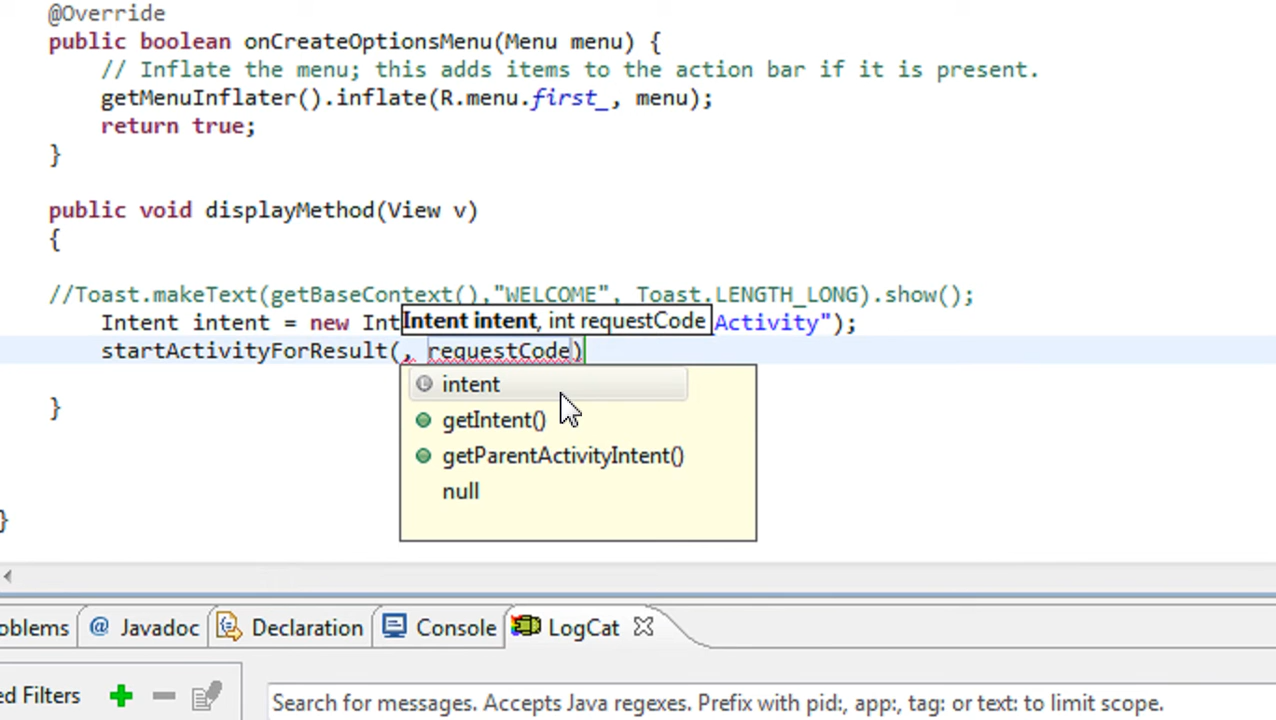 @Override
public boolean onCreateOptionsMenu(Menu menu) {
// Inflate the menu; this adds items to the action bar if it is present.
getMenuInflater().inflate(R.menu.first_, menu);
return true;
}
public void displayMethod(View v)
{
//Toast.makeText(getBaseContext(),"WELCOME", Toast.LENGTH_LONG).show();
Intent intent = new Int Activity");
Intent intent, int requestCode
startActivityForResult(, requestCode)
intent
getIntent()
getParentActivityIntent()
null
}
}
oblems @ Javadoc Declaration Console LogCat
ed Filters
Search for messages. Accepts Java regexes. Prefix with pid:, app:, tag: or text: to limit scope.